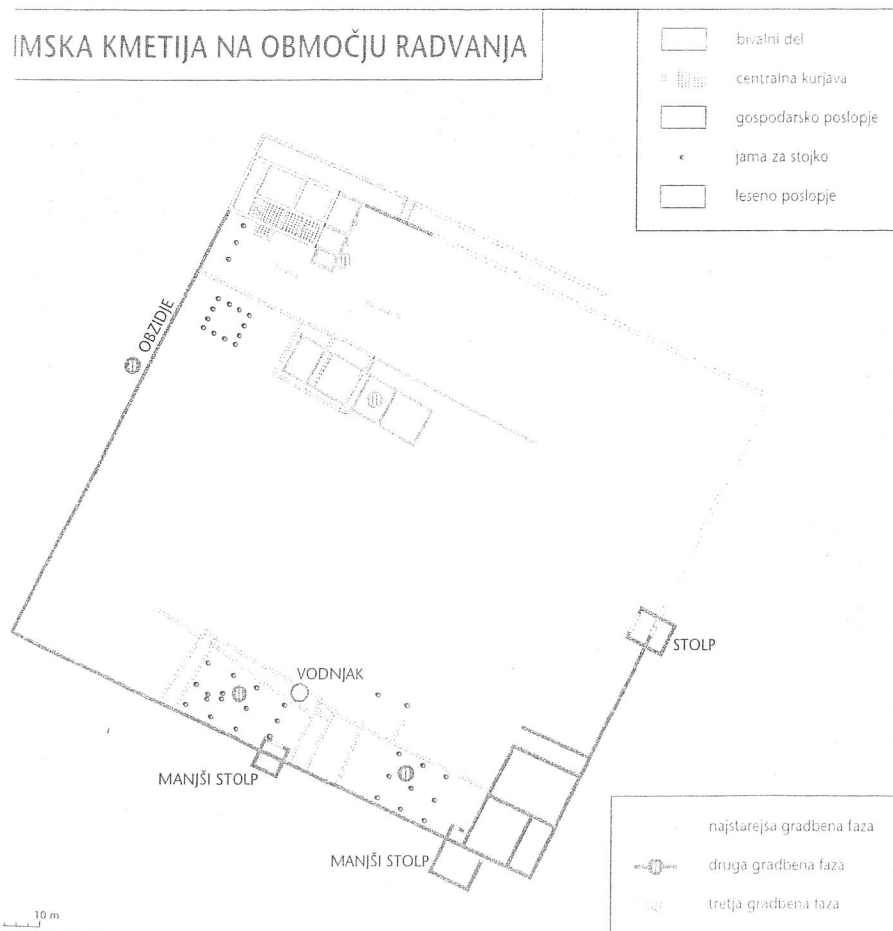 IMSKA KMETIJA NA OBMOČJU RADVANJA
bivalni del
centralna kurjava
gospodarsko poslopje
jama za stojko
leseno poslopje
OBZIDJE
STOLP
VODNJAK
MANJŠI STOLP
MANJŠI STOLP
najstarejša gradbena faza
druga gradbena faza
tretja gradbena faza
10 m